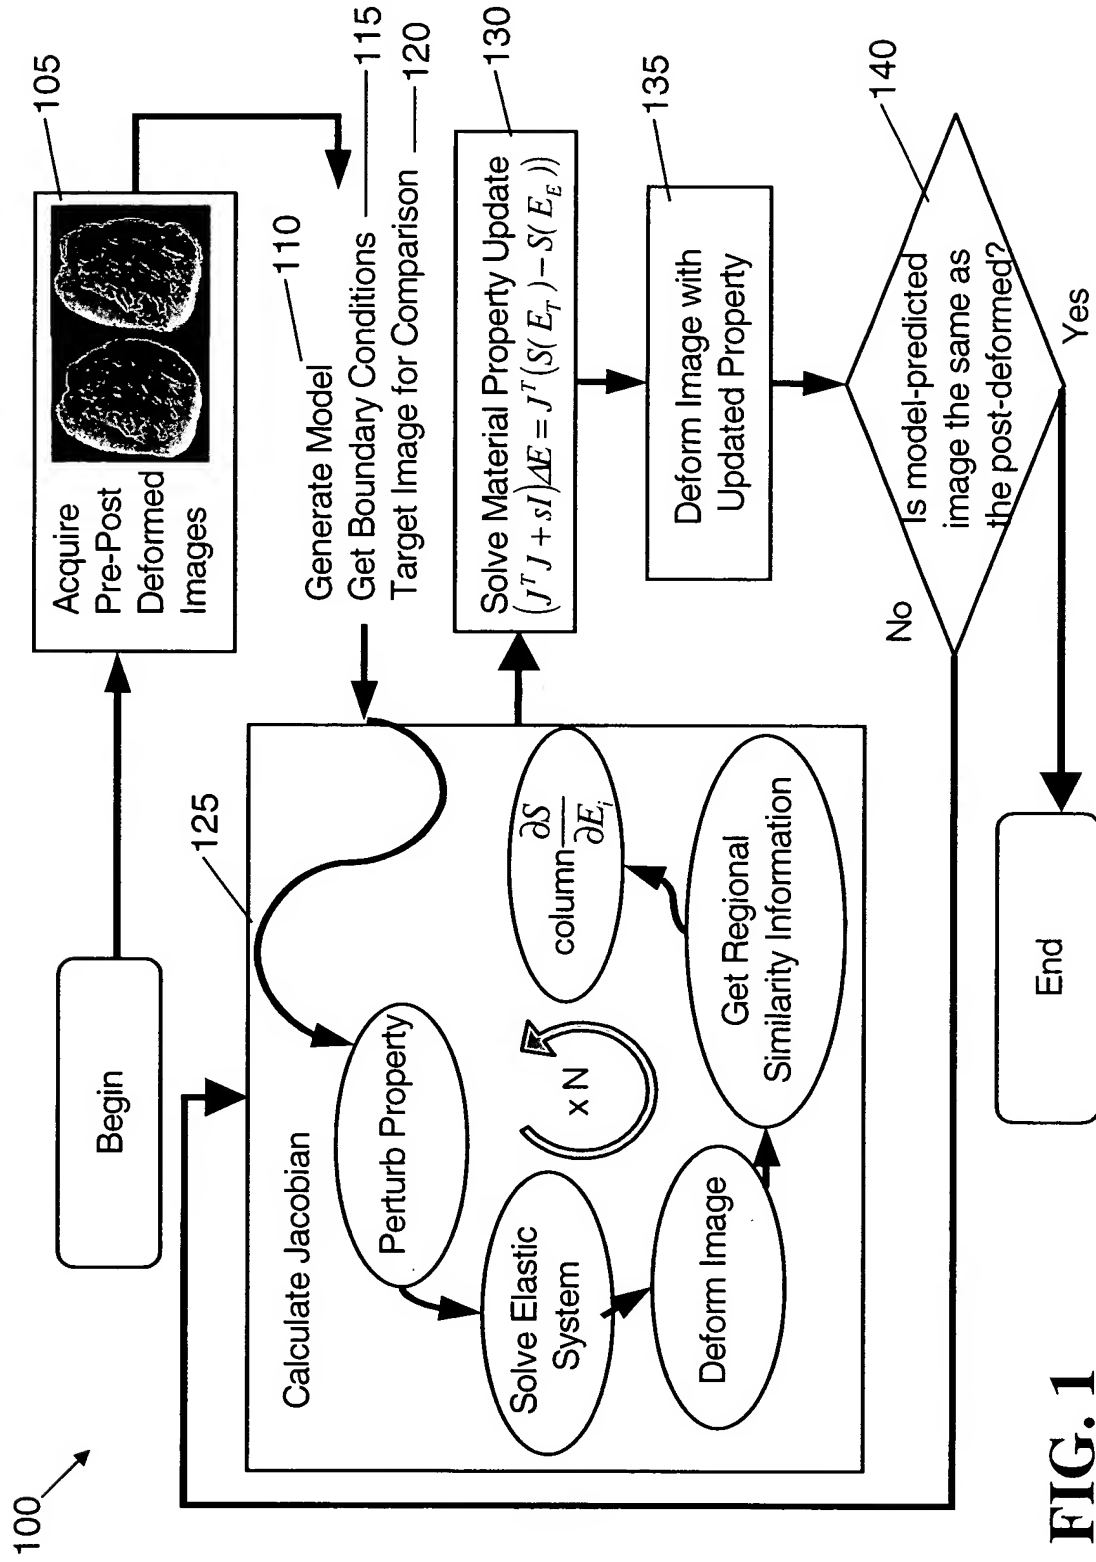 100
Begin
Acquire
Pre-Post
Deformed
Images
105
Generate Model
110
Get Boundary Conditions
115
Target Image for Comparison
120
125
Calculate Jacobian
Perturb Property
Solve Elastic
System
Deform Image
Get Regional
Similarity Information
column ∂S/∂E_i
x N
130
Solve Material Property Update
(J^T J + sI)ΔE = J^T (S(E_T) − S(E_E))
135
Deform Image with
Updated Property
140
Is model-predicted
image the same as
the post-deformed?
No
Yes
End
FIG. 1